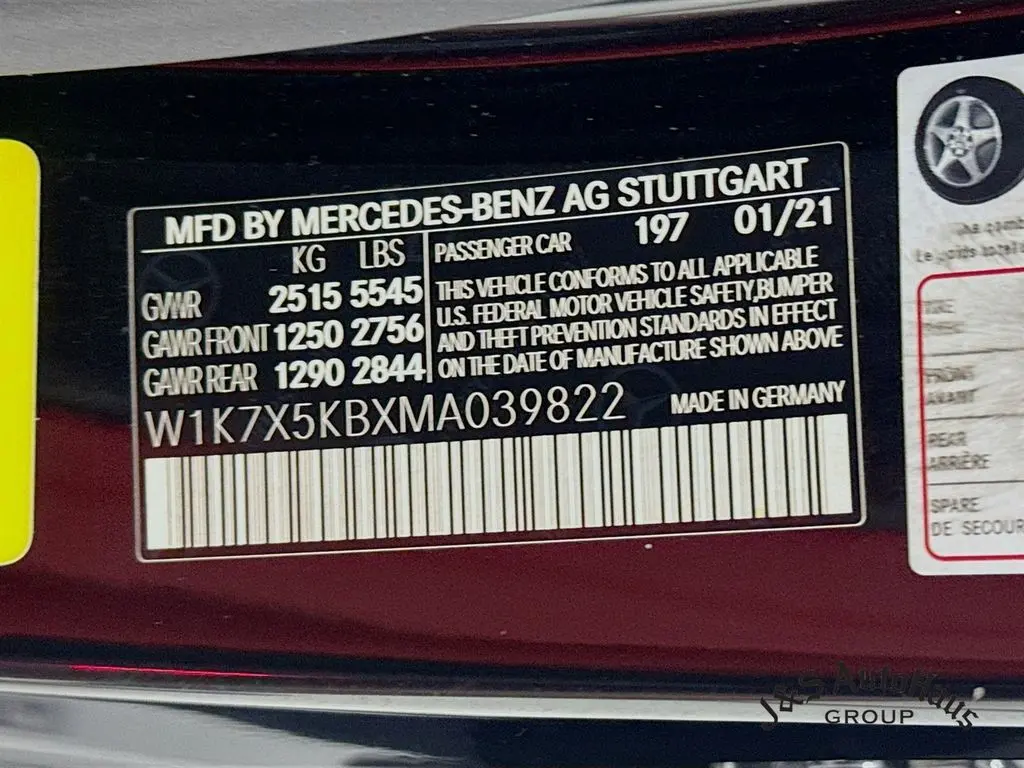 MFD BY MERCEDES-BENZ AG STUTTGART
KG LBS
GVWR 2515 5545
GAWR FRONT 1250 2756
GAWR REAR 1290 2844
PASSENGER CAR 197 01/21
THIS VEHICLE CONFORMS TO ALL APPLICABLE
U.S. FEDERAL MOTOR VEHICLE SAFETY,BUMPER
AND THEFT PREVENTION STANDARDS IN EFFECT
ON THE DATE OF MANUFACTURE SHOWN ABOVE
W1K7X5KBXMA039822 MADE IN GERMANY
Le
FRONT
AVANT
REAR
ARRIÈRE
SPARE
DE SECOUR
J&S AutoHaus
GROUP